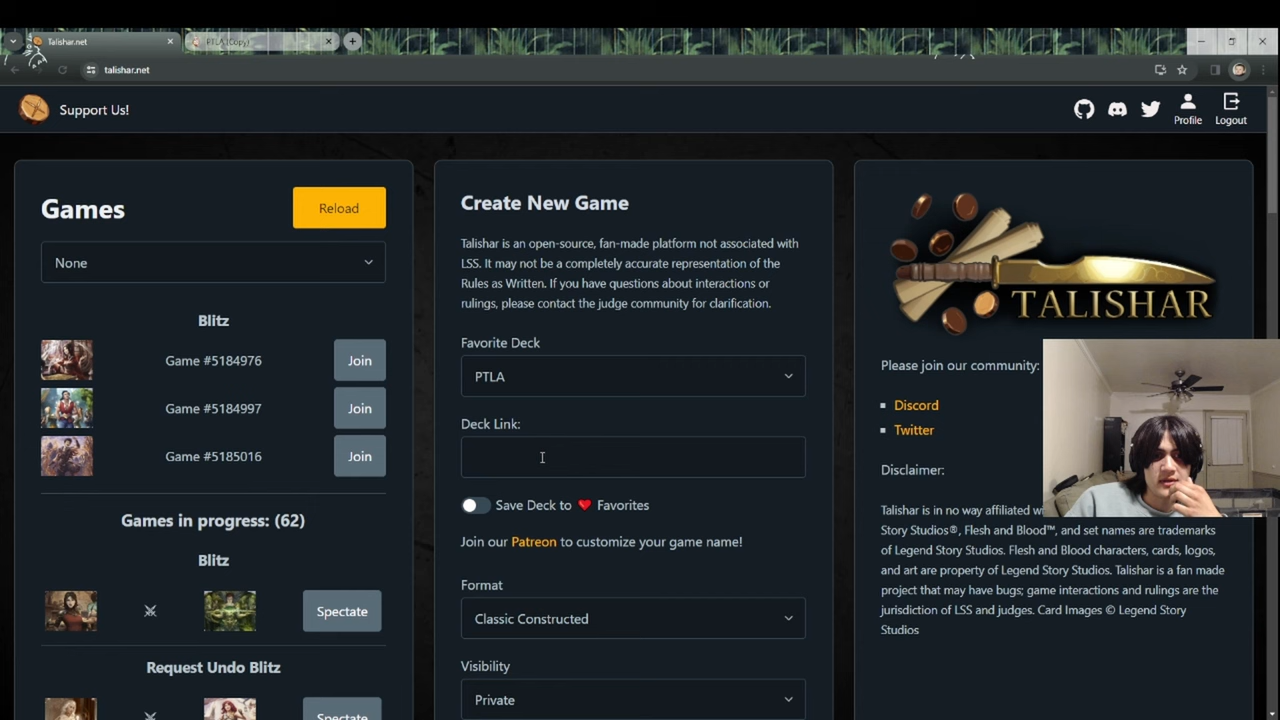 Talishar.net
PTLA (Copy)
talishar.net
Support Us!
Profile
Logout
Games
Reload
None
Blitz
Game #5184976
Join
Game #5184997
Join
Game #5185016
Join
Games in progress: (62)
Blitz
Spectate
Request Undo Blitz
Spectate
Create New Game
Talishar is an open-source, fan-made platform not associated with
LSS. It may not be a completely accurate representation of the
Rules as Written. If you have questions about interactions or
rulings, please contact the judge community for clarification.
Favorite Deck
PTLA
Deck Link:
Save Deck to ❤️ Favorites
Join our Patreon to customize your game name!
Format
Classic Constructed
Visibility
Private
TALISHAR
Please join our community:
Discord
Twitter
Disclaimer:
Talishar is in no way affiliated
Story Studios®, Flesh and Blood™, and set names are trademarks
of Legend Story Studios. Flesh and Blood characters, cards, logos,
and art are property of Legend Story Studios. Talishar is a fan made
project that may have bugs; game interactions and rulings are the
jurisdiction of LSS and judges. Card Images © Legend Story
Studios